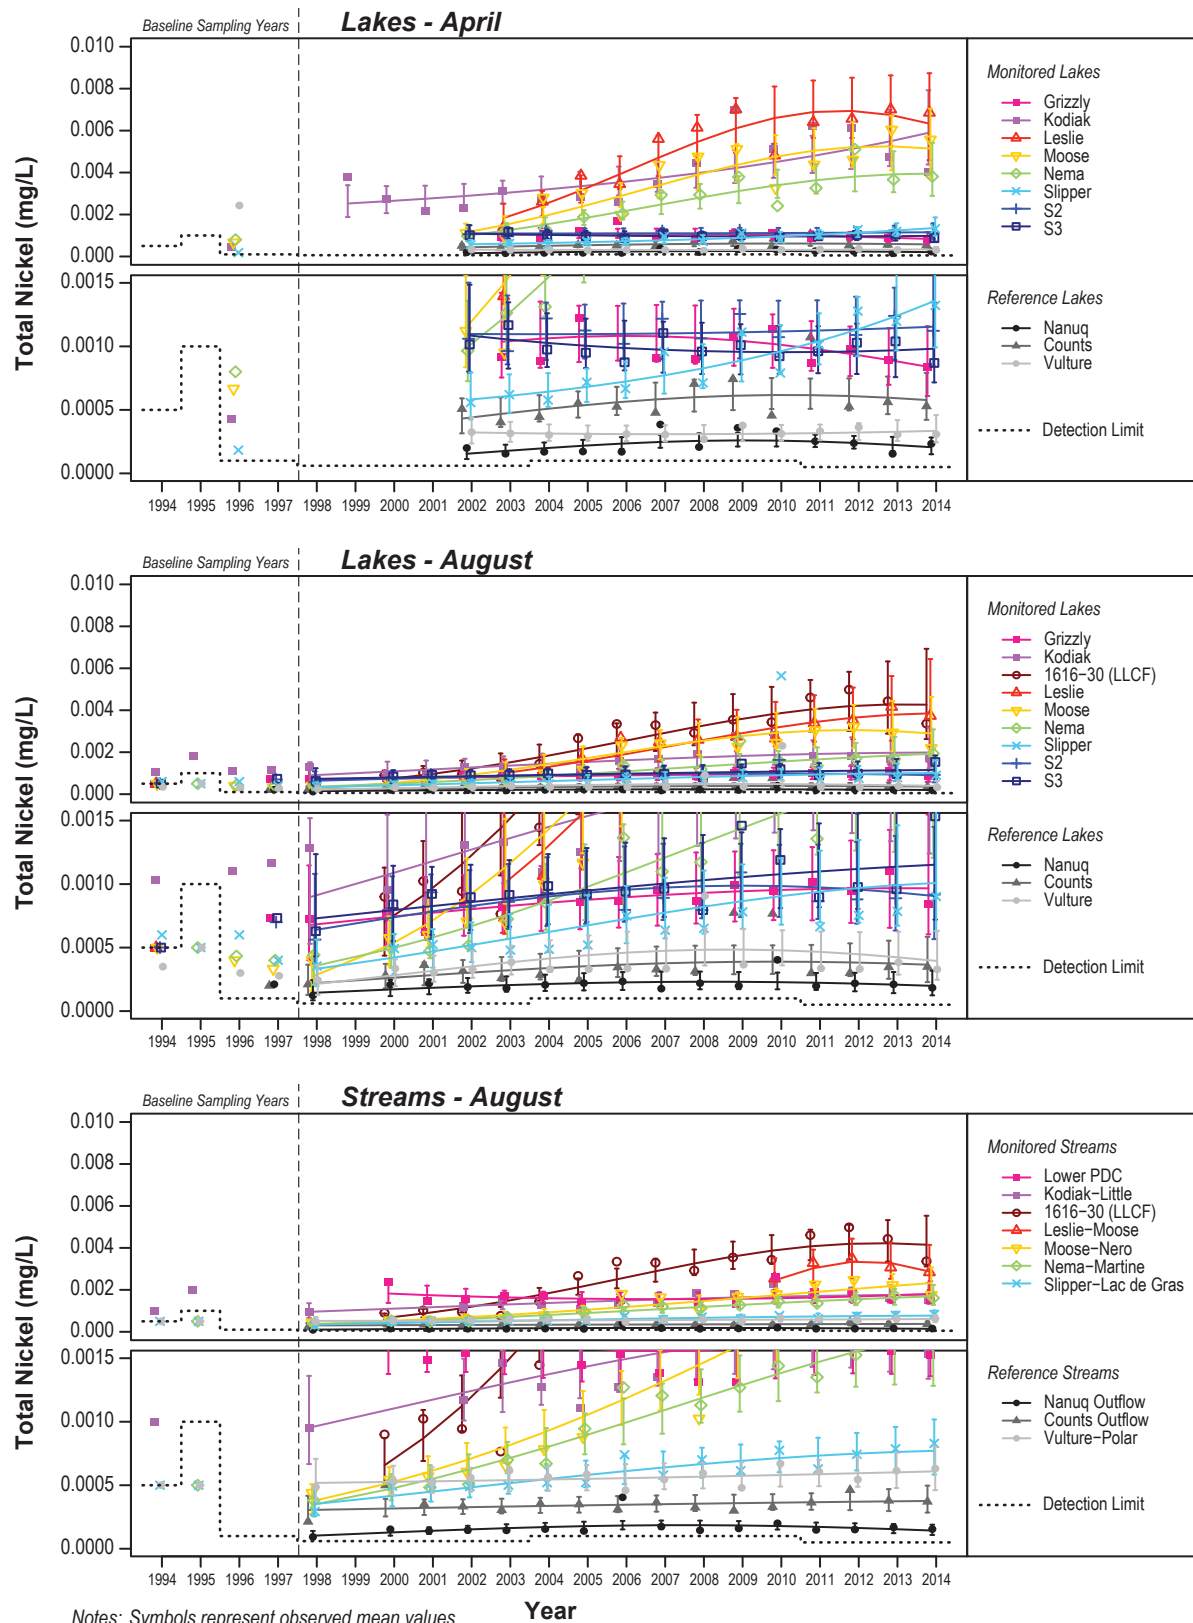 Baseline Sampling Years
Lakes - April
Total Nickel (mg/L)
0.010
0.008
0.006
0.004
0.002
0.000
Monitored Lakes
Grizzly
Kodiak
Leslie
Moose
Nema
Slipper
S2
S3
Total Nickel (mg/L)
0.0015
0.0010
0.0005
0.0000
Reference Lakes
Nanuq
Counts
Vulture
Detection Limit
1994 1995 1996 1997 1998 1999 2000 2001 2002 2003 2004 2005 2006 2007 2008 2009 2010 2011 2012 2013 2014
Baseline Sampling Years
Lakes - August
Total Nickel (mg/L)
0.010
0.008
0.006
0.004
0.002
0.000
Monitored Lakes
Grizzly
Kodiak
1616-30 (LLCF)
Leslie
Moose
Nema
Slipper
S2
S3
Total Nickel (mg/L)
0.0015
0.0010
0.0005
0.0000
Reference Lakes
Nanuq
Counts
Vulture
Detection Limit
1994 1995 1996 1997 1998 1999 2000 2001 2002 2003 2004 2005 2006 2007 2008 2009 2010 2011 2012 2013 2014
Baseline Sampling Years
Streams - August
Total Nickel (mg/L)
0.010
0.008
0.006
0.004
0.002
0.000
Monitored Streams
Lower PDC
Kodiak-Little
1616-30 (LLCF)
Leslie-Moose
Moose-Nero
Nema-Martine
Slipper-Lac de Gras
Total Nickel (mg/L)
0.0015
0.0010
0.0005
0.0000
Reference Streams
Nanuq Outflow
Counts Outflow
Vulture-Polar
Detection Limit
1994 1995 1996 1997 1998 1999 2000 2001 2002 2003 2004 2005 2006 2007 2008 2009 2010 2011 2012 2013 2014
Year
Notes: Symbols represent observed mean values